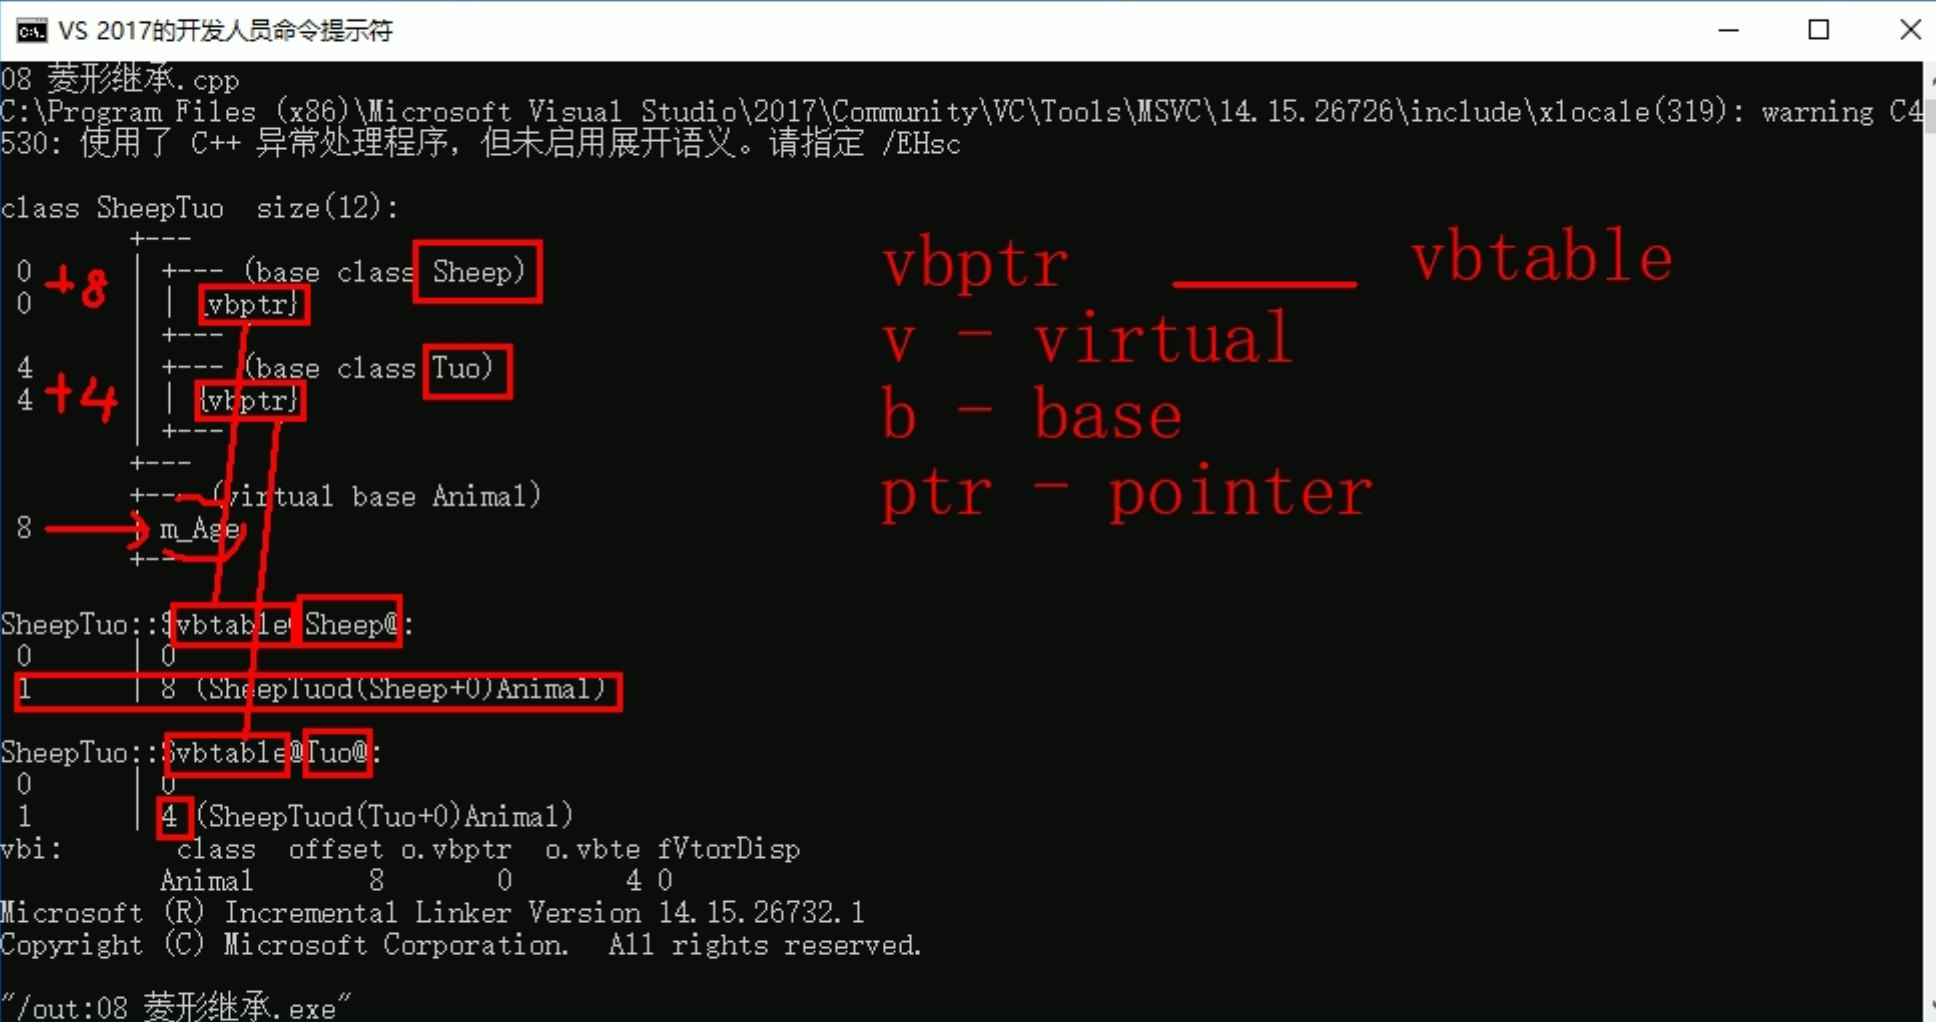 VS 2017的开发人员命令提示符
08 菱形继承.cpp
C:\Program Files (x86)\Microsoft Visual Studio\2017\Community\VC\Tools\MSVC\14.15.26726\include\xlocale(319): warning C4
530: 使用了 C++ 异常处理程序，但未启用展开语义。请指定 /EHsc
class SheepTuo  size(12):
+---
0 +8 | +--- (base class Sheep)
0 | | {vbptr}
| +---
4 +4 | +--- (base class Tuo)
4 | | {vbptr}
| +---
+---
+--- (virtual base Animal)
8 | m_Age
+---
vbptr ——— vbtable
v - virtual
b - base
ptr - pointer
SheepTuo::$vbtable@Sheep@:
0 | 0
1 | 8 (SheepTuod(Sheep+0)Animal)
SheepTuo::$vbtable@Tuo@:
0 | 0
1 | 4 (SheepTuod(Tuo+0)Animal)
vbi: class offset o.vbptr o.vbte fVtorDisp
Animal 8 0 4 0
Microsoft (R) Incremental Linker Version 14.15.26732.1
Copyright (C) Microsoft Corporation.  All rights reserved.
"/out:08 菱形继承.exe"